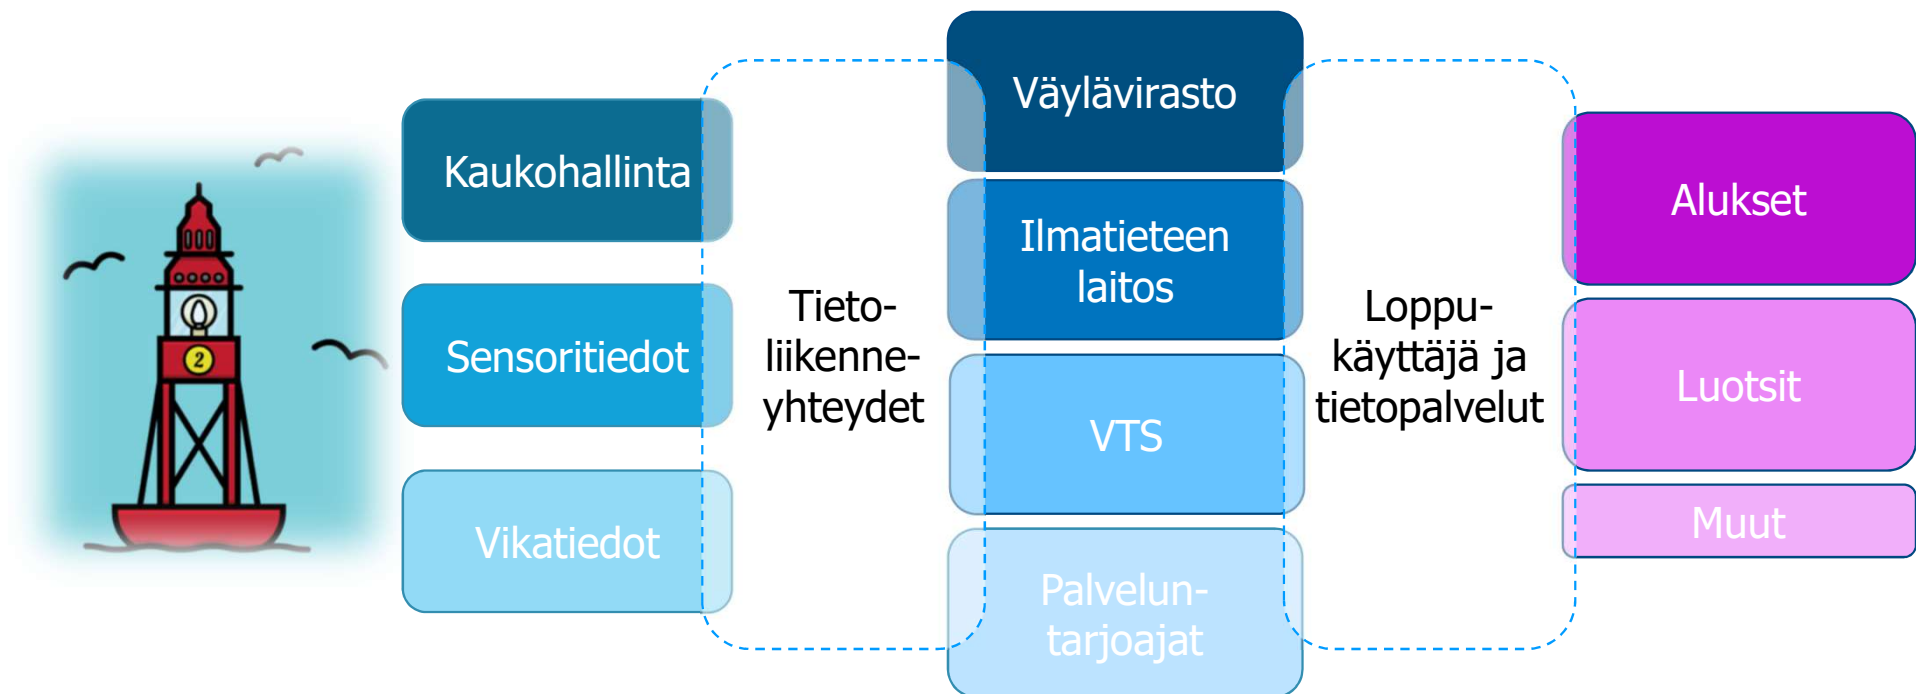 2
Kaukohallinta
Sensoritiedot
Vikatiedot
Tieto-
liikenne-
yhteydet
Väylävirasto
Ilmatieteen
laitos
VTS
Palvelun-
tarjoajat
Loppu-
käyttäjä ja
tietopalvelut
Alukset
Luotsit
Muut